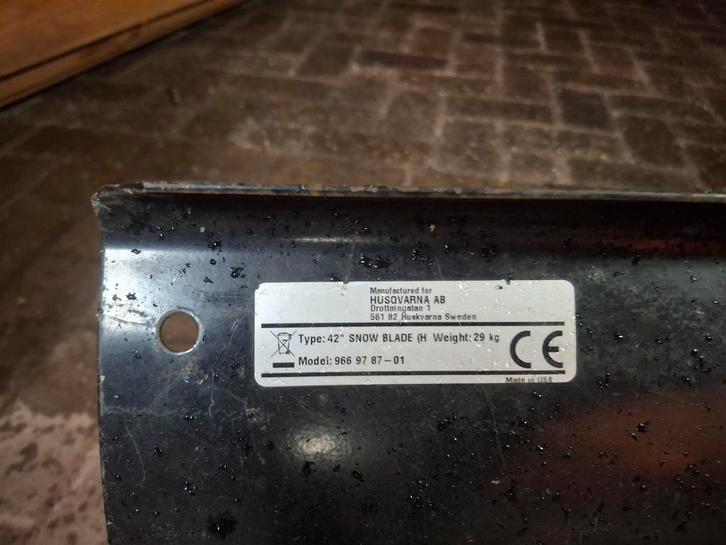 Manufactured for
HUSQVARNA AB
Drottningatan 1
561 82 Huskvarna Sweden
Type: 42" SNOW BLADE (H Weight: 29 kg
Model: 966 97 87-01
CE
Made in USA